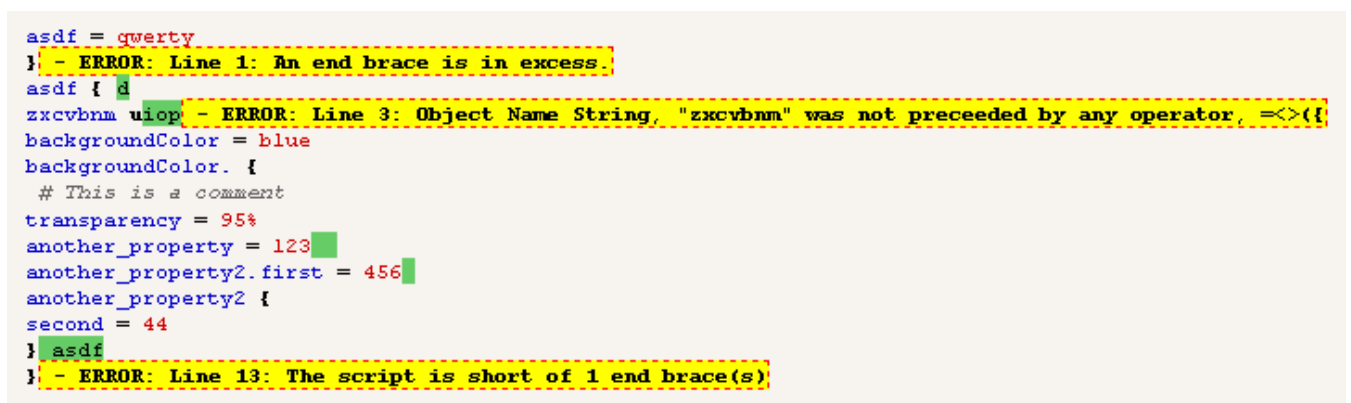 asdf = qwerty
} - ERROR: Line 1: An end brace is in excess.
asdf { d
zxcvbnm uiop - ERROR: Line 3: Object Name String, "zxcvbnm" was not preceeded by any operator, =<>({
backgroundColor = blue
backgroundColor. {
# This is a comment
transparency = 95%
another_property = 123
another_property2.first = 456
another_property2 {
second = 44
} asdf
} - ERROR: Line 13: The script is short of 1 end brace(s)